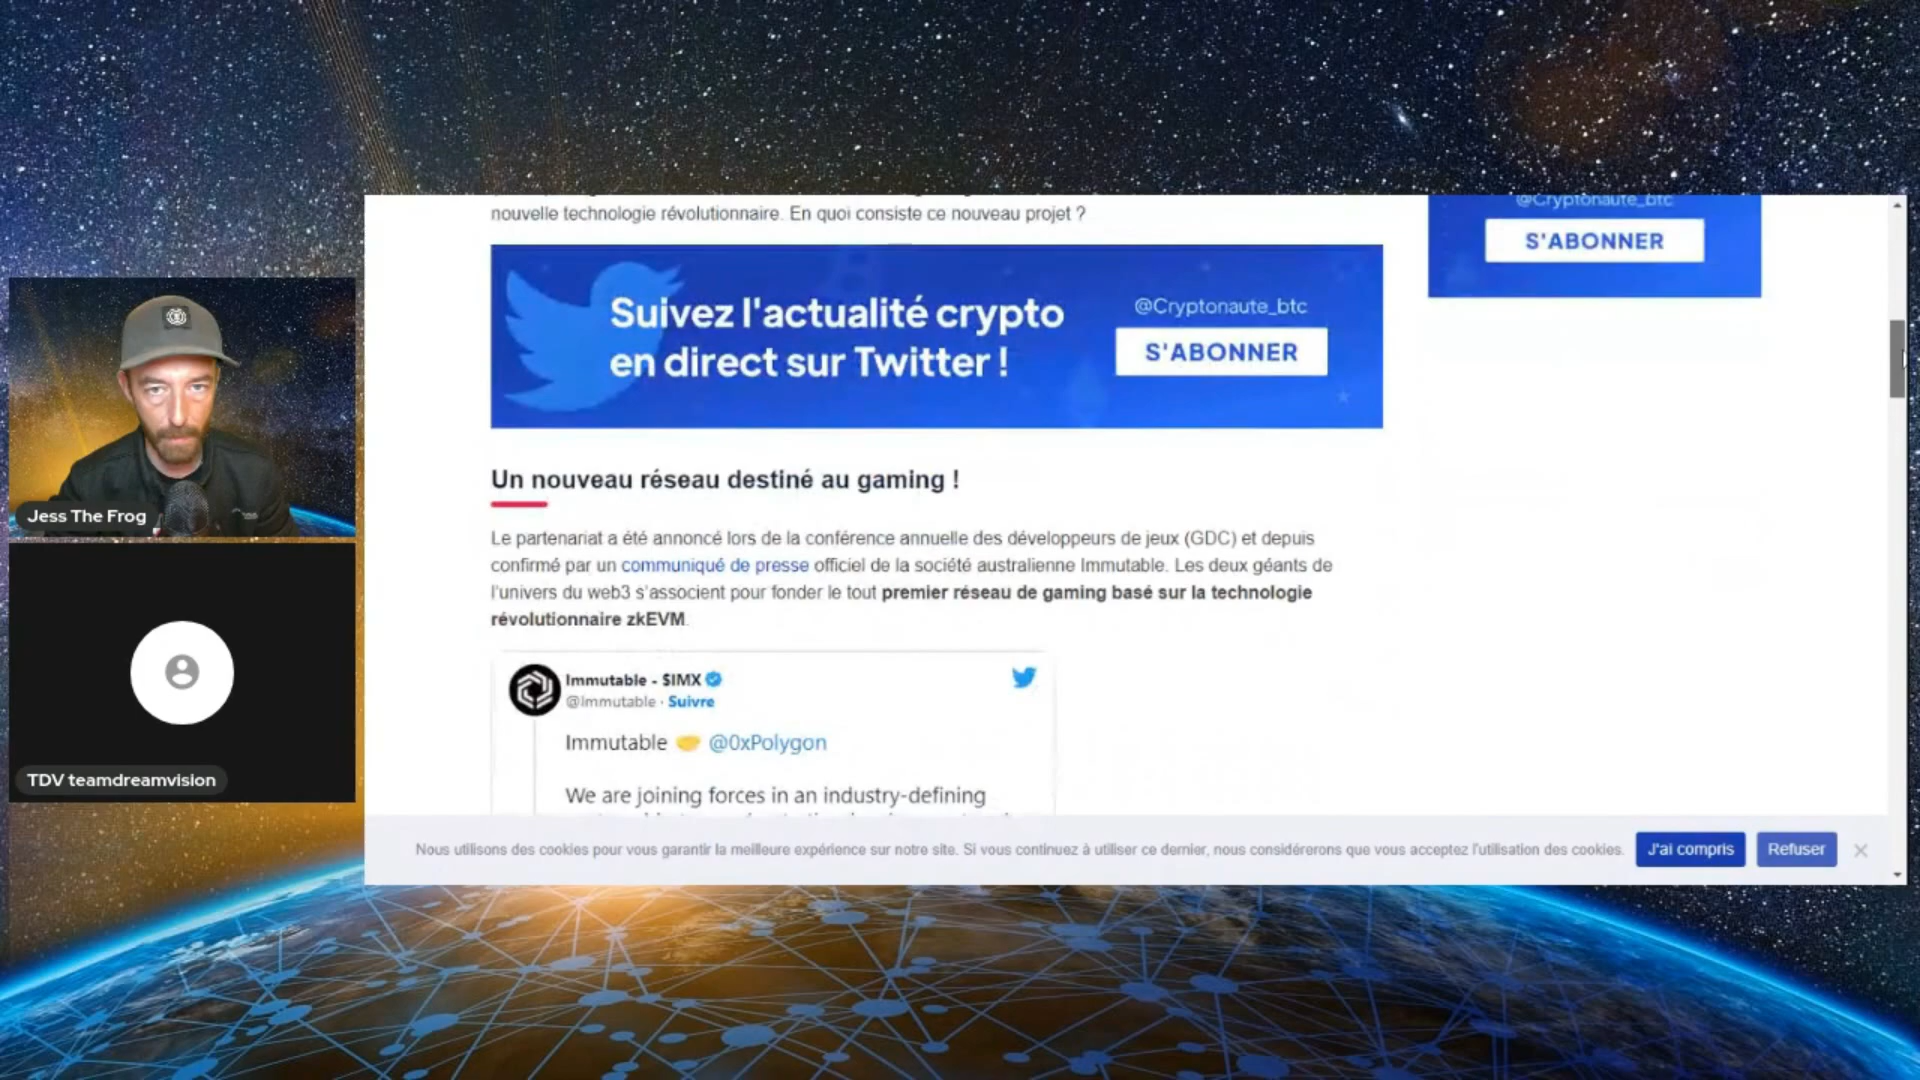 nouvelle technologie révolutionnaire. En quoi consiste ce nouveau projet ?
@Cryptonaute_btc
S'ABONNER
Suivez l'actualité crypto
en direct sur Twitter !
@Cryptonaute_btc
S'ABONNER
Un nouveau réseau destiné au gaming !
Le partenariat a été annoncé lors de la conférence annuelle des développeurs de jeux (GDC) et depuis
confirmé par un communiqué de presse officiel de la société australienne Immutable. Les deux géants de
l'univers du web3 s'associent pour fonder le tout premier réseau de gaming basé sur la technologie
révolutionnaire zkEVM.
Immutable - $IMX
@Immutable · Suivre
Immutable 🤝 @0xPolygon
We are joining forces in an industry-defining
Nous utilisons des cookies pour vous garantir la meilleure expérience sur notre site. Si vous continuez à utiliser ce dernier, nous considérerons que vous acceptez l'utilisation des cookies.
J'ai compris
Refuser
Jess The Frog
TDV teamdreamvision